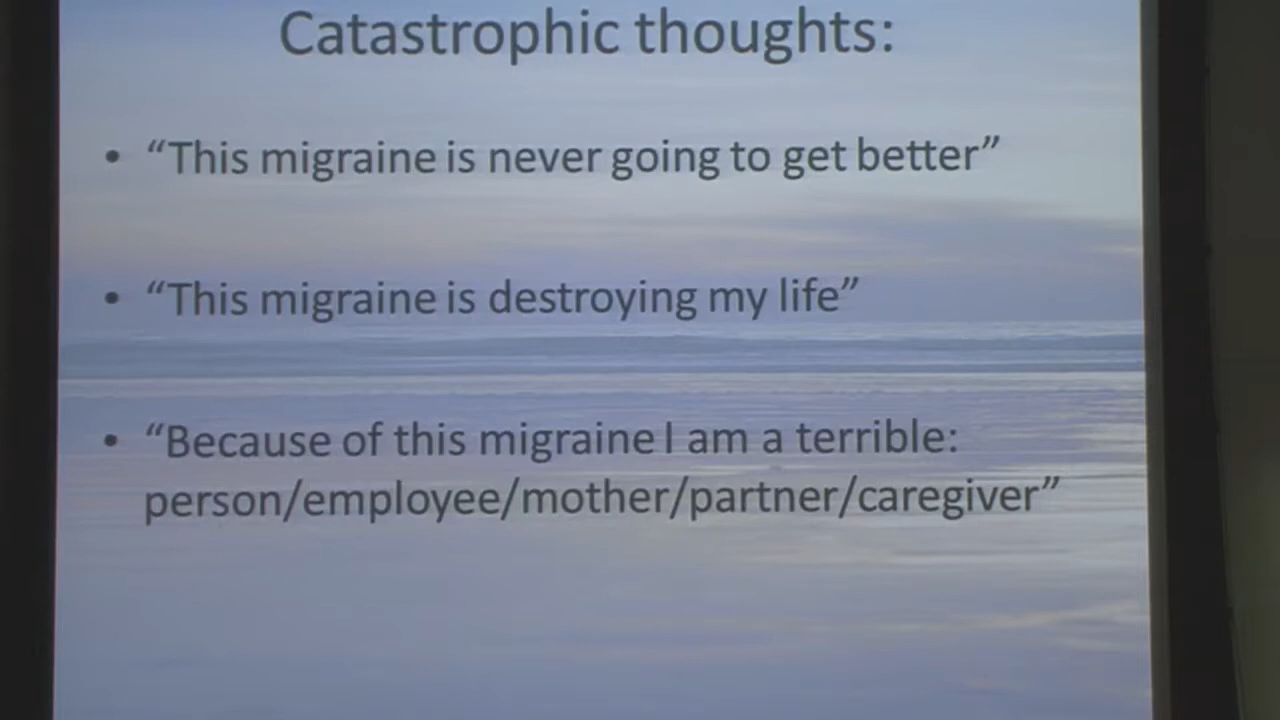 Catastrophic thoughts:
• “This migraine is never going to get better”
• “This migraine is destroying my life”
• “Because of this migraine I am a terrible:
person/employee/mother/partner/caregiver”